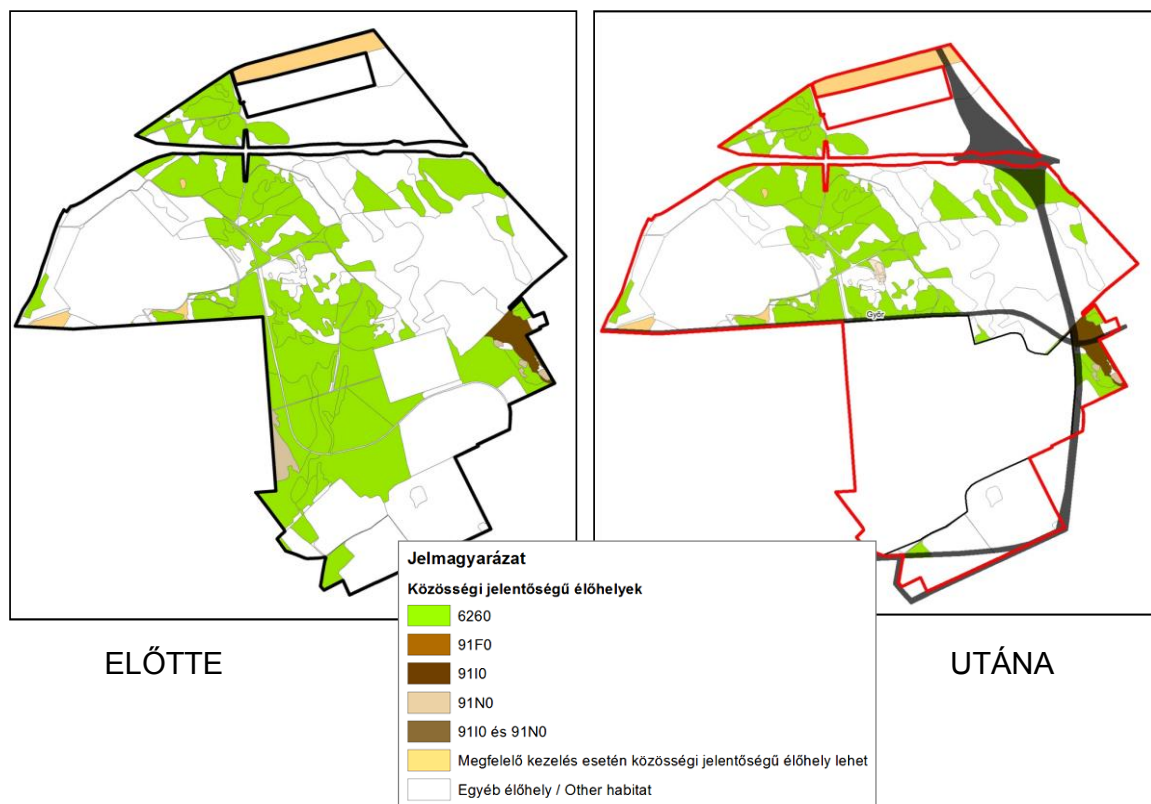 Győr
Jelmagyarázat
Közösségi jelentőségű élőhelyek
6260
91F0
91I0
91N0
91I0 és 91N0
Megfelelő kezelés esetén közösségi jelentőségű élőhely lehet
Egyéb élőhely / Other habitat
ELŐTTE
UTÁNA